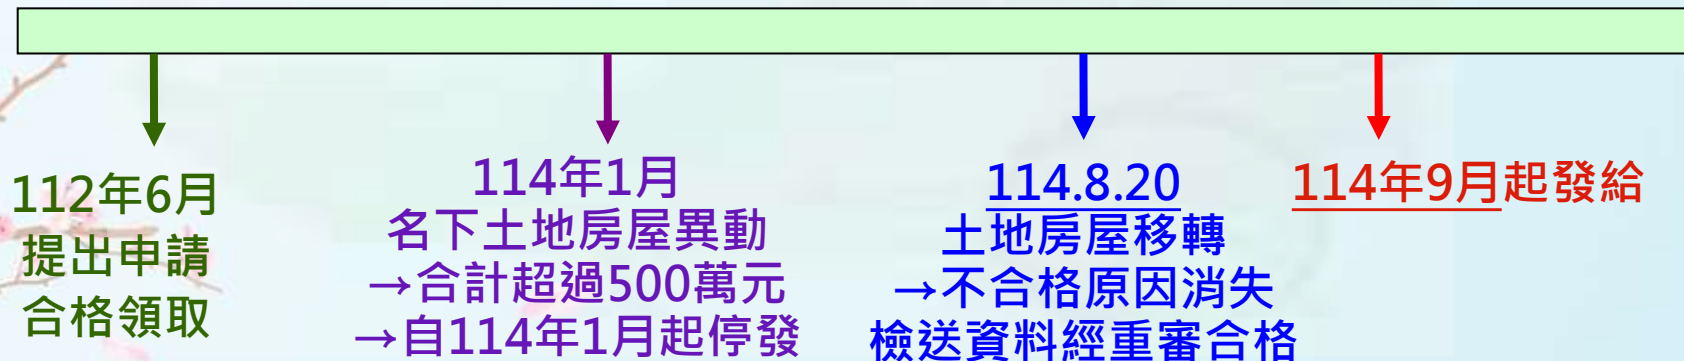 112年6月
提出申請
合格領取
114年1月
名下土地房屋異動
→合計超過500萬元
→自114年1月起停發
114.8.20
土地房屋移轉
→不合格原因消失
檢送資料經重審合格
114年9月起發給